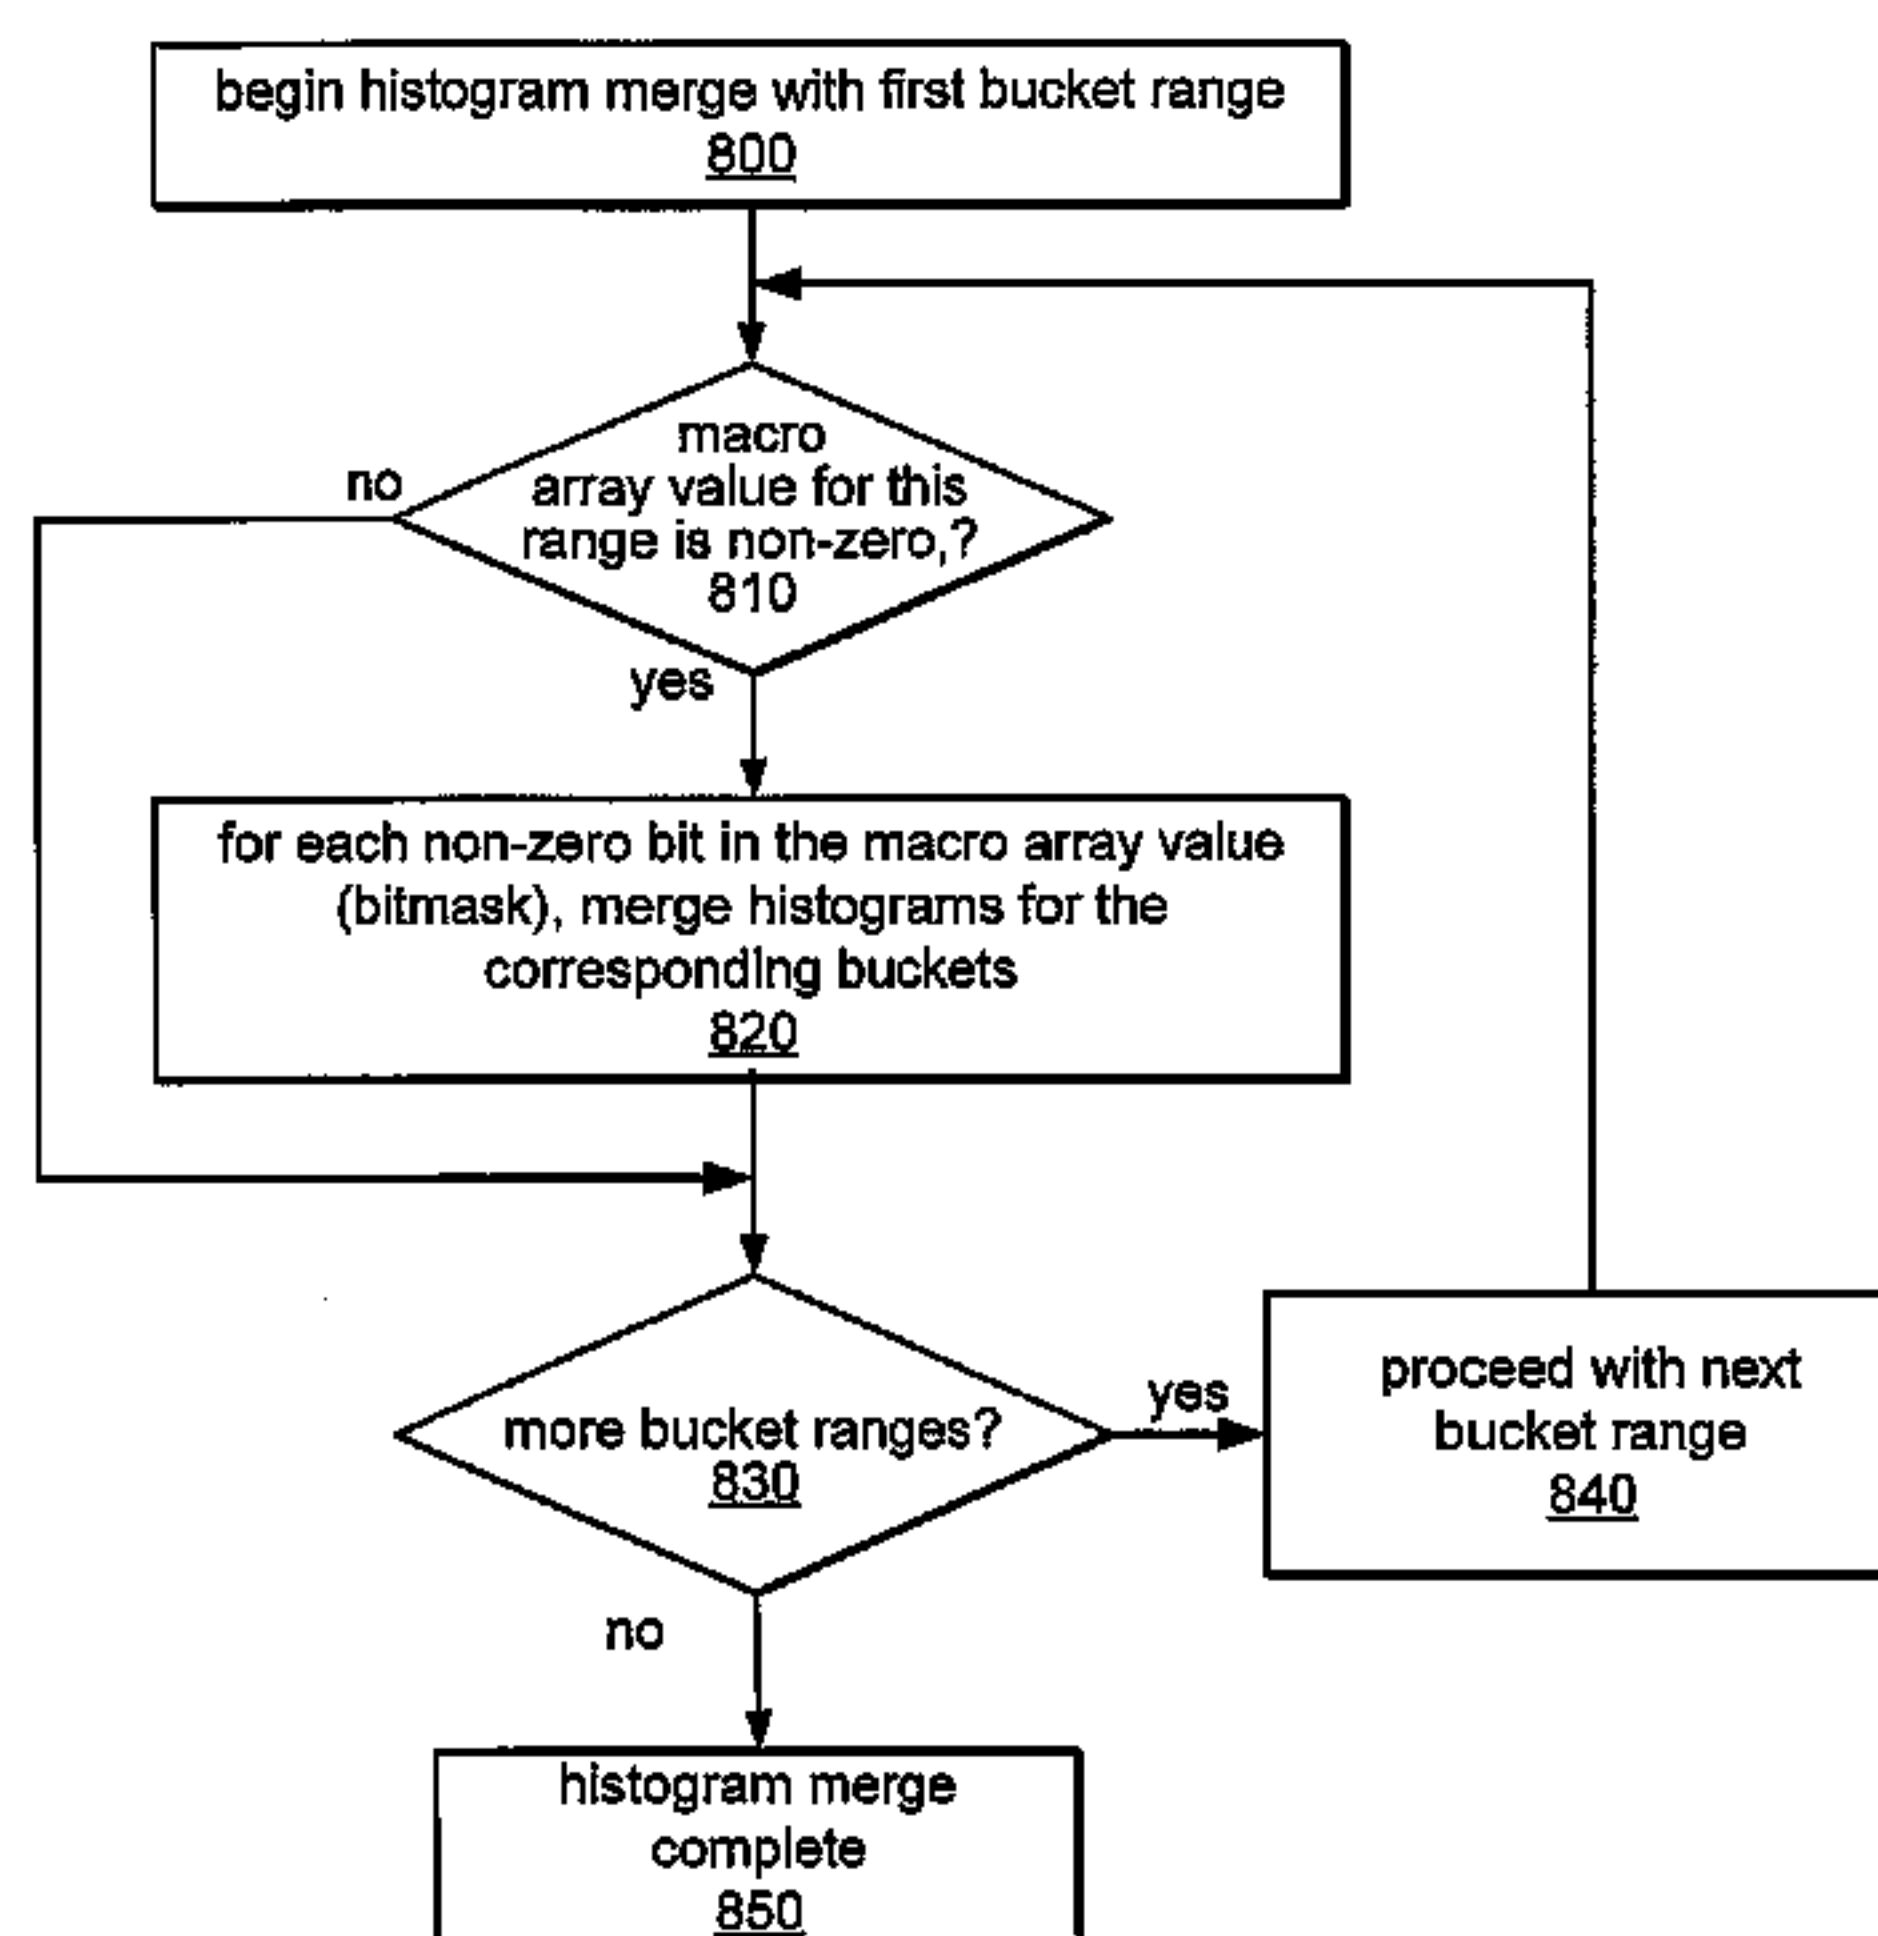 begin histogram merge with first bucket range
800
macro
array value for this
range is non-zero,?
810
no
yes
for each non-zero bit in the macro array value
(bitmask), merge histograms for the
corresponding buckets
820
more bucket ranges?
830
yes
proceed with next
bucket range
840
no
histogram merge
complete
850